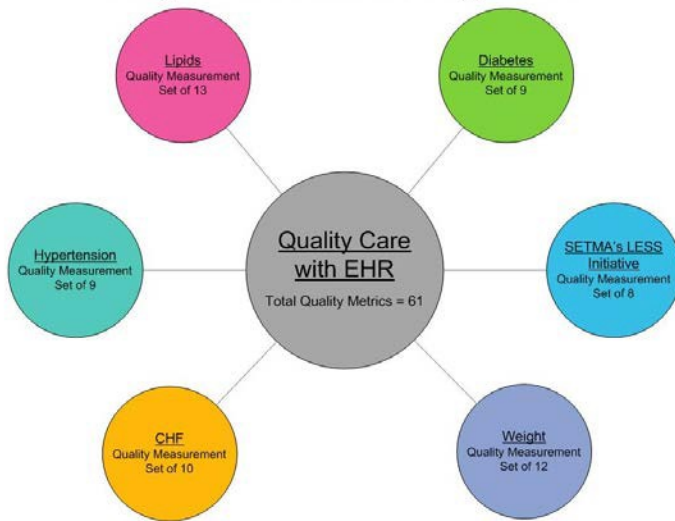 Lipids
Quality Measurement
Set of 13
Diabetes
Quality Measurement
Set of 9
Hypertension
Quality Measurement
Set of 9
Quality Care
with EHR
Total Quality Metrics = 61
SETMA's LESS
Initiative
Quality Measurement
Set of 8
CHF
Quality Measurement
Set of 10
Weight
Quality Measurement
Set of 12